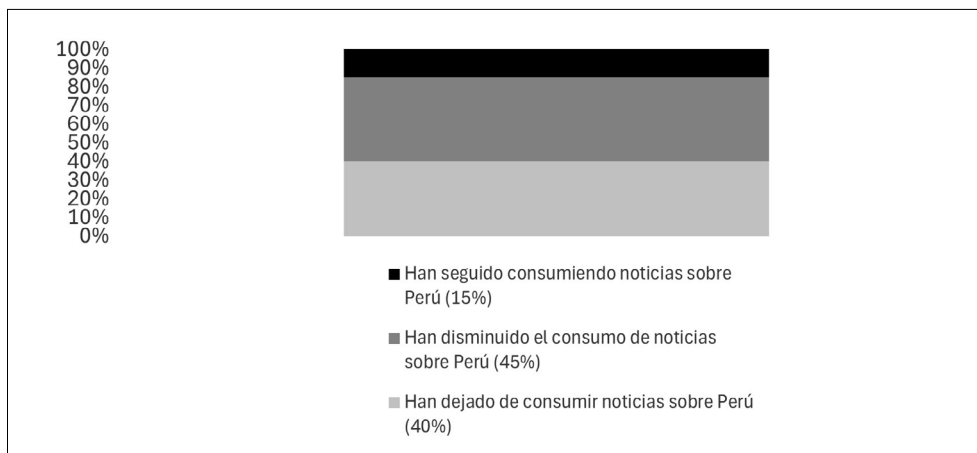 100%
90%
80%
70%
60%
50%
40%
30%
20%
10%
0%
Han seguido consumiendo noticias sobre
Perú (15%)
Han disminuido el consumo de noticias
sobre Perú (45%)
Han dejado de consumir noticias sobre Perú
(40%)